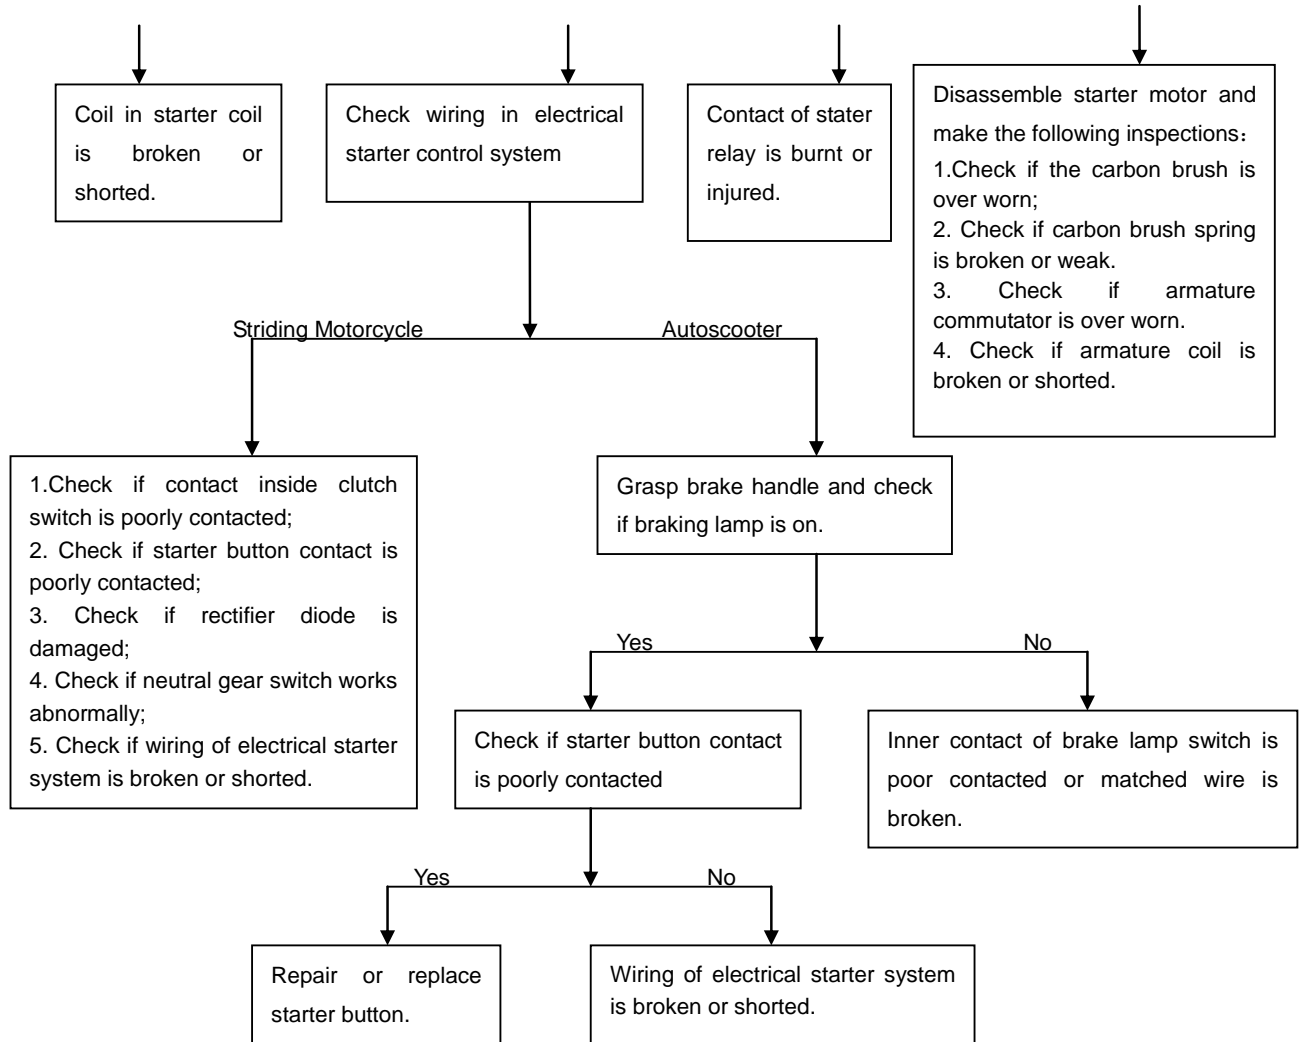 Coil in starter coil
is broken or
shorted.
Check wiring in electrical
starter control system
Contact of stater
relay is burnt or
injured.
Disassemble starter motor and
make the following inspections：
1.Check if the carbon brush is
over worn;
2. Check if carbon brush spring
is broken or weak.
3. Check if armature
commutator is over worn.
4. Check if armature coil is
broken or shorted.
Striding Motorcycle
Autoscooter
1.Check if contact inside clutch
switch is poorly contacted;
2. Check if starter button contact is
poorly contacted;
3. Check if rectifier diode is
damaged;
4. Check if neutral gear switch works
abnormally;
5. Check if wiring of electrical starter
system is broken or shorted.
Grasp brake handle and check
if braking lamp is on.
Yes
No
Check if starter button contact
is poorly contacted
Inner contact of brake lamp switch is
poor contacted or matched wire is
broken.
Yes
No
Repair or replace
starter button.
Wiring of electrical starter system
is broken or shorted.